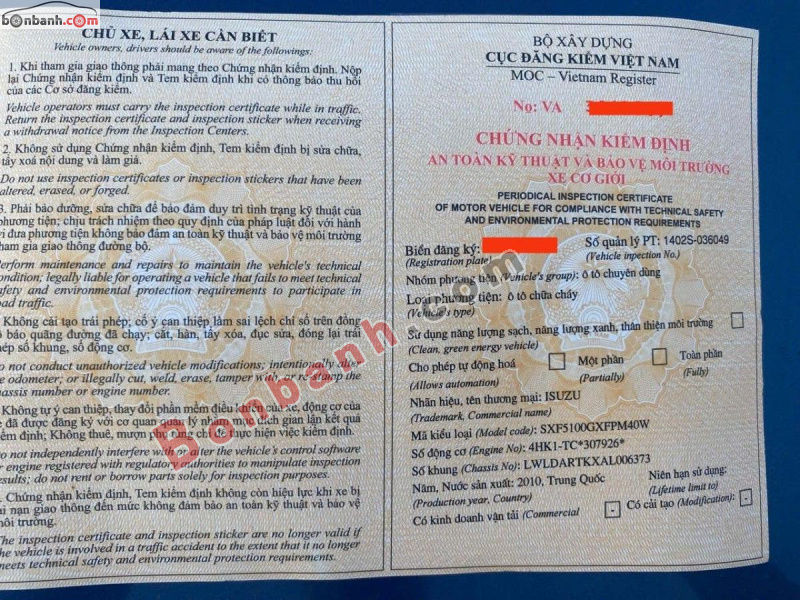 bonbanh.com
CHỦ XE, LÁI XE CẦN BIẾT
Vehicle owners, drivers should be aware of the followings:
1. Khi tham gia giao thông phải mang theo Chứng nhận kiểm định. Nộp
lại Chứng nhận kiểm định và Tem kiểm định khi có thông báo thu hồi
của các Cơ sở đăng kiểm.
Vehicle operators must carry the inspection certificate while in traffic.
Return the inspection certificate and inspection sticker when receiving
a withdrawal notice from the Inspection Centers.
2. Không sử dụng Chứng nhận kiểm định, Tem kiểm định bị sửa chữa,
tẩy xoá nội dung và làm giả.
Do not use inspection certificates or inspection stickers that have been
altered, erased, or forged.
3. Phải bảo dưỡng, sửa chữa để bảo đảm duy trì tình trạng kỹ thuật của
phương tiện; chịu trách nhiệm theo quy định của pháp luật đối với hành
vi đưa phương tiện không bảo đảm an toàn kỹ thuật và bảo vệ môi trường
tham gia giao thông đường bộ.
Perform maintenance and repairs to maintain the vehicle's technical
condition; legally liable for operating a vehicle that fails to meet technical
safety and environmental protection requirements to participate in
road traffic.
Không cải tạo trái phép; cố ý can thiệp làm sai lệch chỉ số trên đồng
báo quãng đường đã chạy; cắt, hàn, tẩy xóa, đục sửa, đóng lại trái
phép số khung, số động cơ.
Do not conduct unauthorized vehicle modifications; intentionally alter
the odometer; or illegally cut, weld, erase, tamper with, or re-stamp the
chassis number or engine number.
Không tự ý can thiệp, thay đổi phần mềm điều khiển của xe, động cơ của
xe đã được đăng ký với cơ quan quản lý nhằm gian lận kết quả
kiểm định; Không thuê, mượn chỉ để thực hiện việc kiểm định.
Do not independently interfere with or alter the vehicle's control software
or engine registered with regulatory authorities to manipulate inspection
results; do not rent or borrow parts solely for inspection purposes.
Chứng nhận kiểm định, Tem kiểm định không còn hiệu lực khi xe bị
tai nạn giao thông đến mức không đảm bảo an toàn kỹ thuật và bảo vệ
môi trường.
The inspection certificate and inspection sticker are no longer valid if
the vehicle is involved in a traffic accident to the extent that it no longer
meets technical safety and environmental protection requirements.
BỘ XÂY DỰNG
CỤC ĐĂNG KIỂM VIỆT NAM
MOC – Vietnam Register
No: VA
CHỨNG NHẬN KIỂM ĐỊNH
AN TOÀN KỸ THUẬT VÀ BẢO VỆ MÔI TRƯỜNG
XE CƠ GIỚI
PERIODICAL INSPECTION CERTIFICATE
OF MOTOR VEHICLE FOR COMPLIANCE WITH TECHNICAL SAFETY
AND ENVIRONMENTAL PROTECTION REQUIREMENTS
Biển đăng ký: Số quản lý PT: 1402S-036049
(Registration plate) (Vehicle inspection No.)
Nhóm phương tiện (Vehicle's group): ô tô chuyên dùng
Loại phương tiện: ô tô chữa cháy
(Vehicle's type)
Sử dụng năng lượng sạch, năng lượng xanh, thân thiện môi trường
(Clean, green energy vehicle)
Cho phép tự động hoá Một phần Toàn phần
(Allows automation) (Partially) (Fully)
Nhãn hiệu, tên thương mại: ISUZU
(Trademark, Commercial name)
Mã kiểu loại (Model code): SXF5100GXFPM40W
Số động cơ (Engine No): 4HK1-TC*307926*
Số khung (Chassis No): LWLDARTKXAL006373
Năm, Nước sản xuất: 2010, Trung Quốc Niên hạn sử dụng:
(Production year, Country) (Lifetime limit to)
Có kinh doanh vận tải (Commercial - Có cải tạo (Modification): -
Bonbanh.com